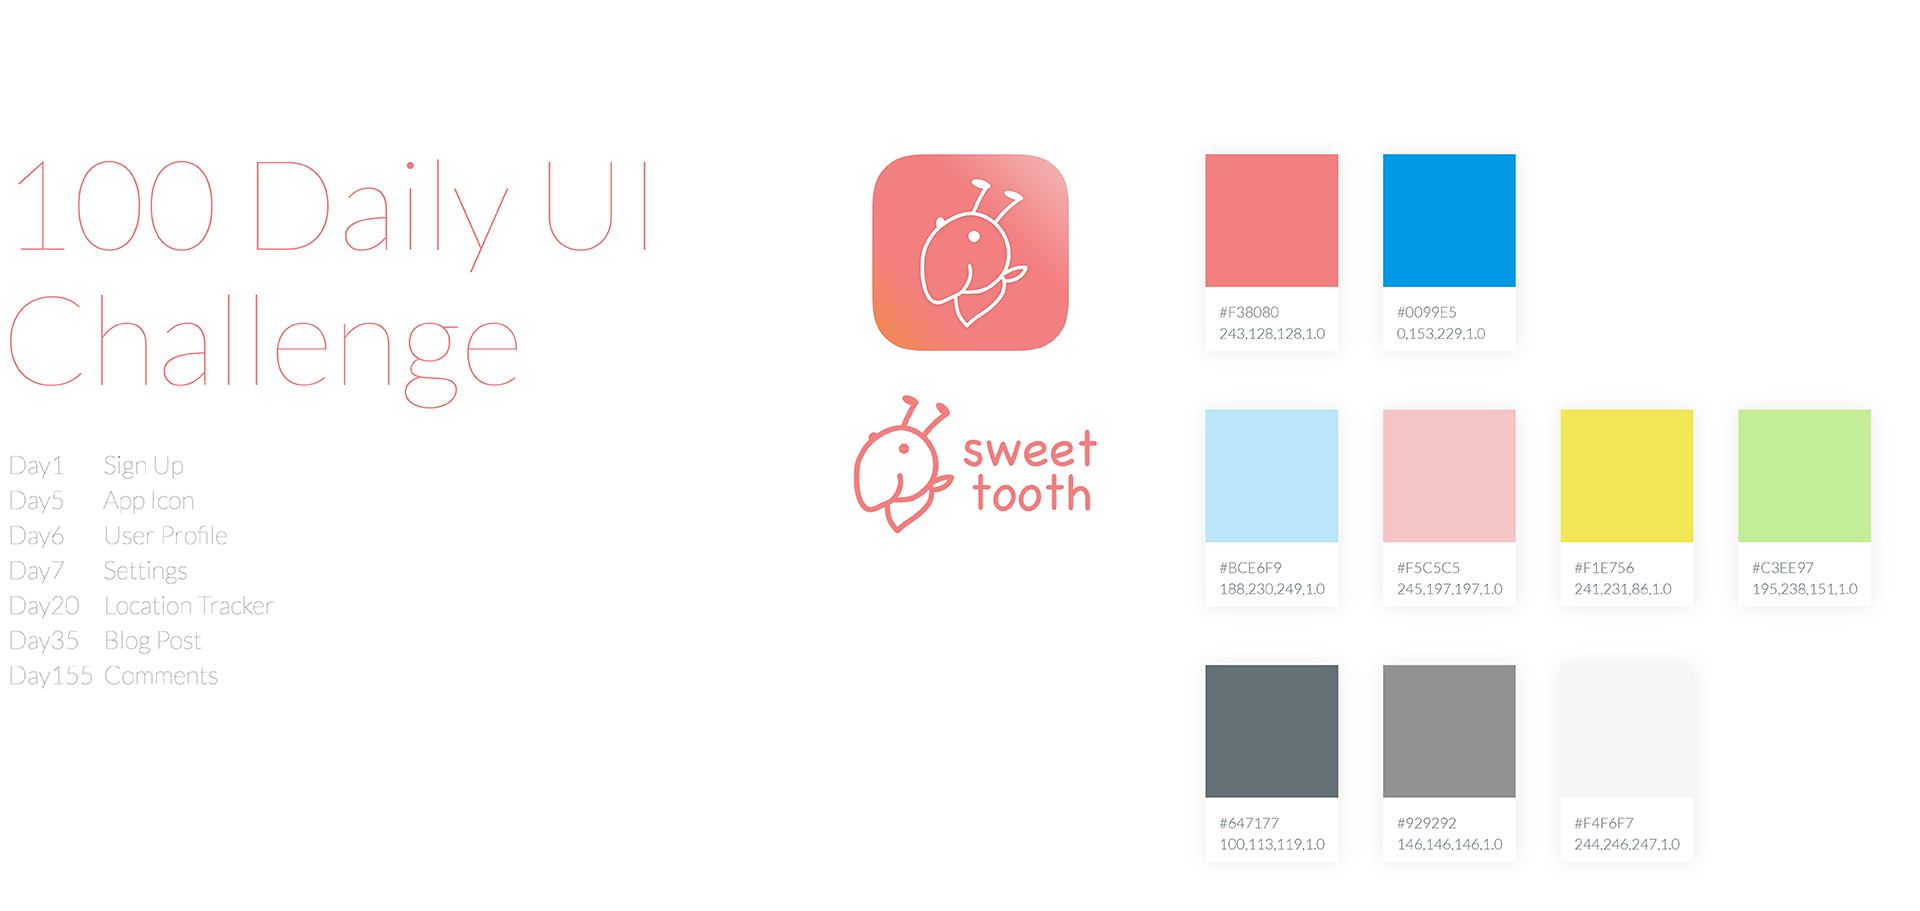 100 Daily UI
Challenge
Day1 Sign Up
Day5 App Icon
Day6 User Profile
Day7 Settings
Day20 Location Tracker
Day35 Blog Post
Day155 Comments
sweet
tooth
#F38080
243,128,128,1.0
#0099E5
0,153,229,1.0
#BCE6F9
188,230,249,1.0
#F5C5C5
245,197,197,1.0
#F1E756
241,231,86,1.0
#C3EE97
195,238,151,1.0
#647177
100,113,119,1.0
#929292
146,146,146,1.0
#F4F6F7
244,246,247,1.0